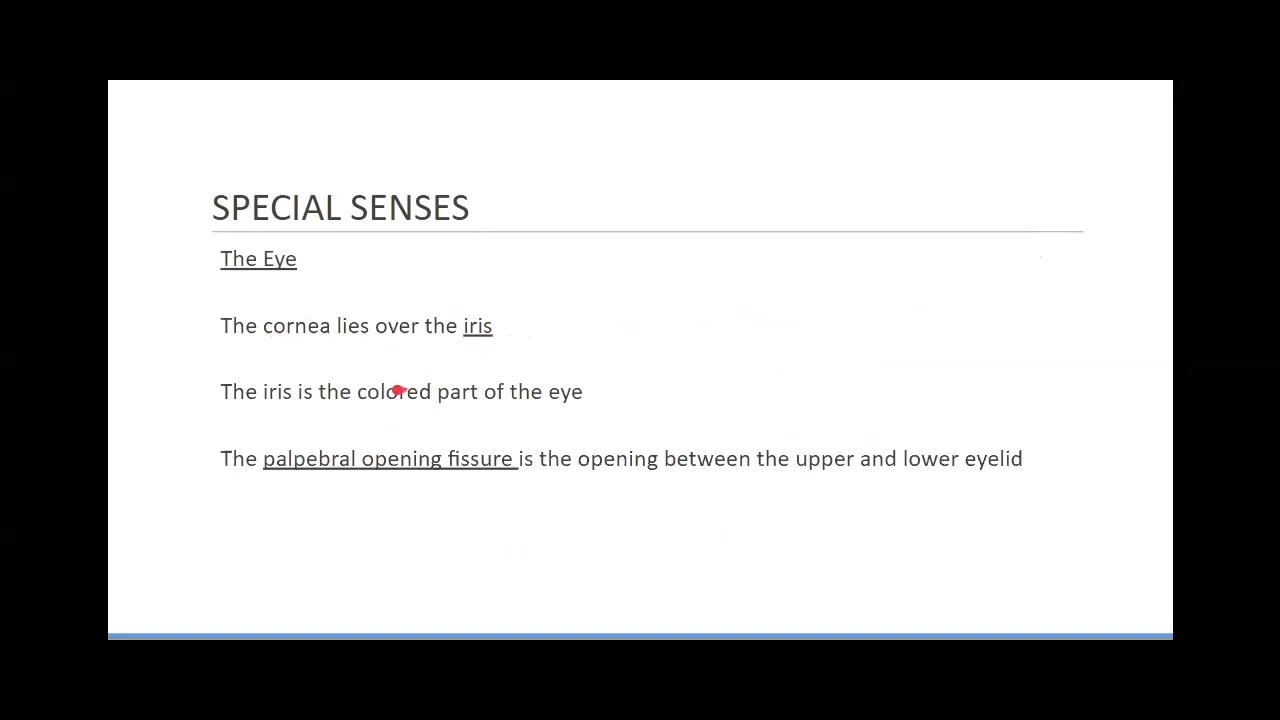 SPECIAL SENSES
The Eye
The cornea lies over the iris
The iris is the colored part of the eye
The palpebral opening fissure is the opening between the upper and lower eyelid